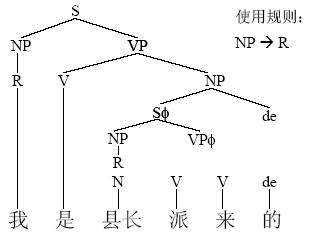 S
使用规则：
NP VP
NP → R
R V NP
Sϕ de
NP VPϕ
R
N V V de
我 是 县长 派 来 的